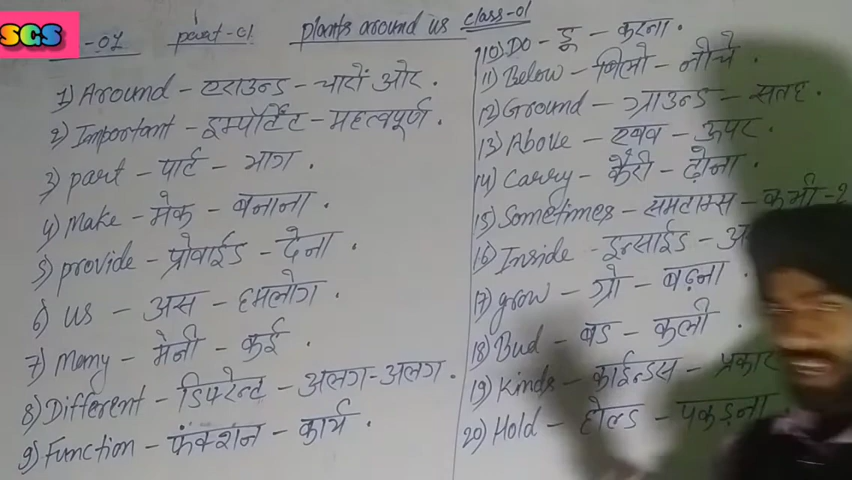 SGS
-01 part-01 plants around us class-01
1) Around - एराउन्ड - चारों ओर.
2) Important - इम्पोर्टेंट - महत्वपूर्ण.
3) part - पार्ट - भाग.
4) Make - मेक - बनाना.
5) provide - प्रोवाईड - देना.
6) us - अस - हमलोग.
7) Many - मेनी - कई.
8) Different - डिफरेन्ट - अलग-अलग.
9) Function - फंक्शन - कार्य.
10) Do - डू - करना.
11) Below - बिलो - नीचे.
12) Ground - ग्राउन्ड - सतह.
13) Above - एबव - ऊपर.
14) Carry - कैरी - ढोना.
15) Sometimes - समटाम्स - कभी-2
16) Inside - इन्साईड -
17) grow - ग्रो - बढ़ना.
18) Bud - बड - कली.
19) Kinds - काईन्डस - प्रकार
20) Hold - होल्ड - पकड़ना.